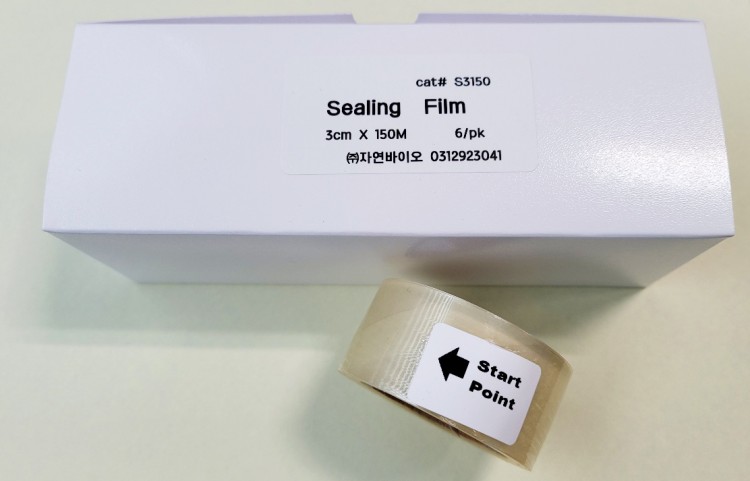 cat# S3150
Sealing Film
3cm X 150M 6/pk
㈜자연바이오 0312923041
Start
Point